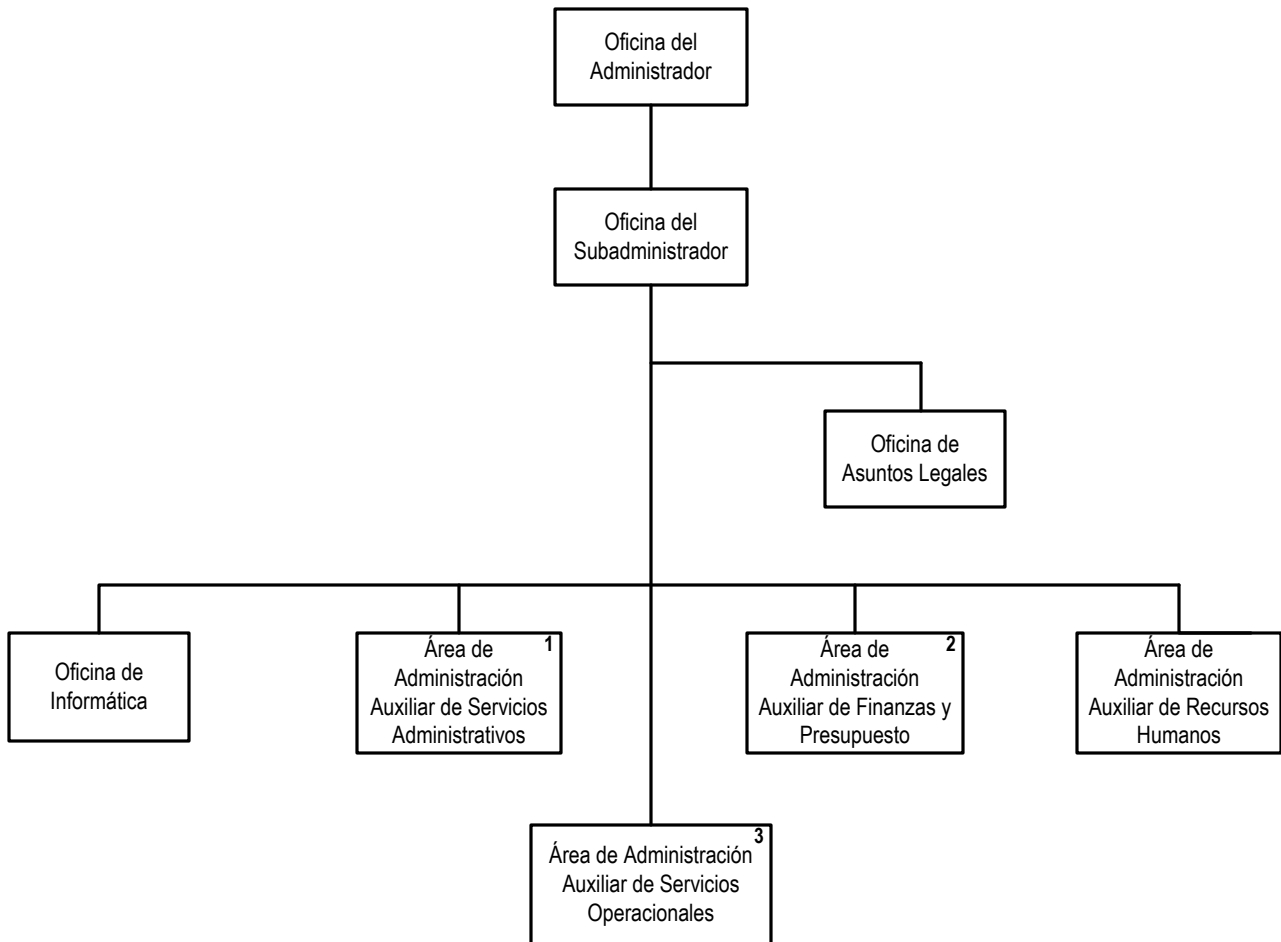 Oficina del
Administrador
Oficina del
Subadministrador
Oficina de
Asuntos Legales
Oficina de
Informática
Área de 1
Administración
Auxiliar de Servicios
Administrativos
Área de 2
Administración
Auxiliar de Finanzas y
Presupuesto
Área de
Administración
Auxiliar de Recursos
Humanos
Área de Administración 3
Auxiliar de Servicios
Operacionales